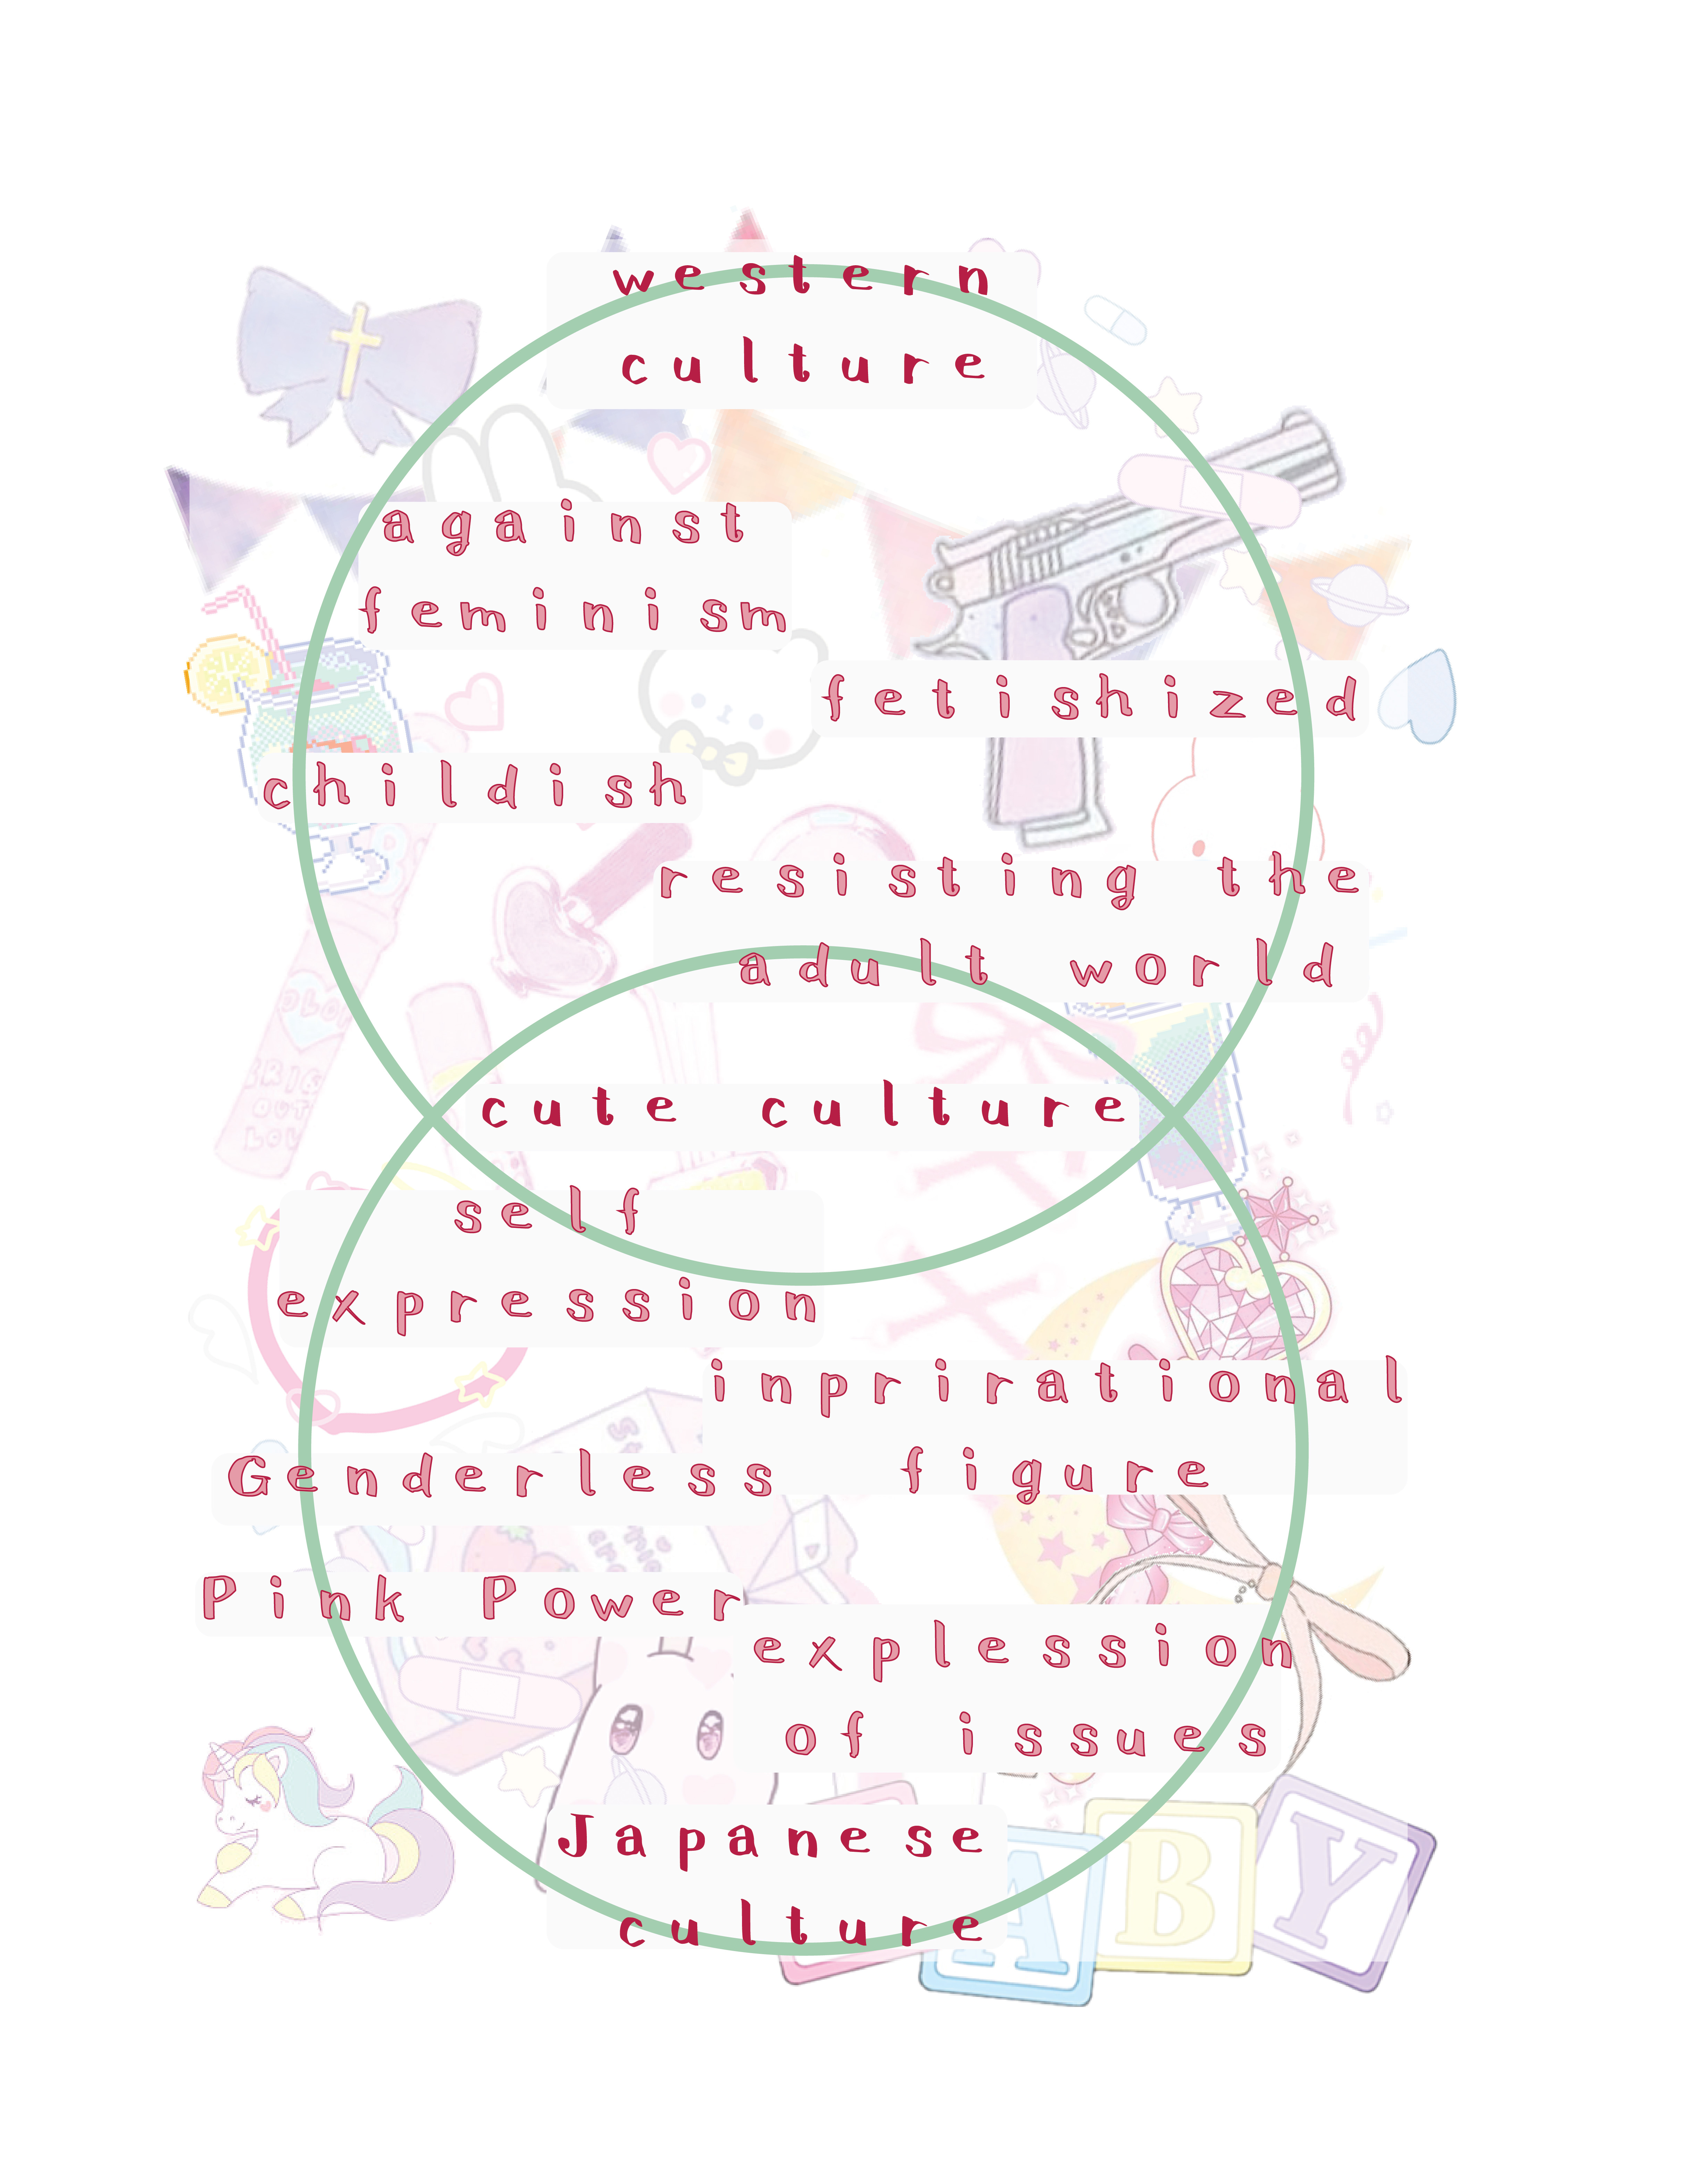 western
culture
against
feminism
fetishized
childish
resisting the
adult world
cute culture
self
expression
inprirational
figure
Genderless
Pink Power
explession
of issues
Japanese
culture
A B Y